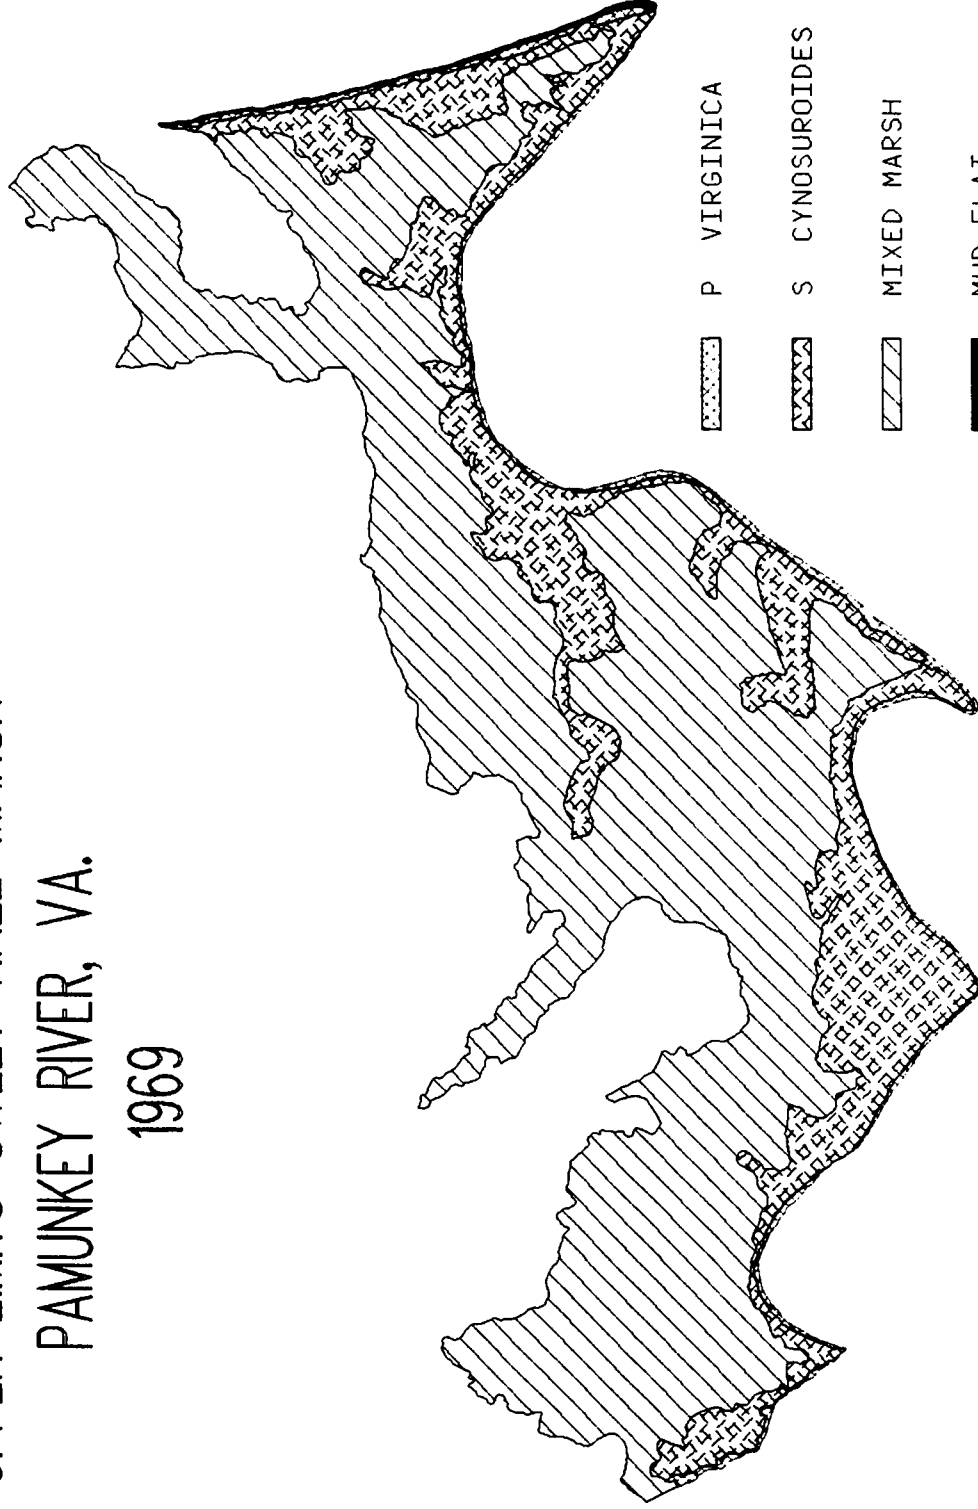 PAMUNKEY RIVER, VA.
1969
P VIRGINICA
S CYNOSUROIDES
MIXED MARSH